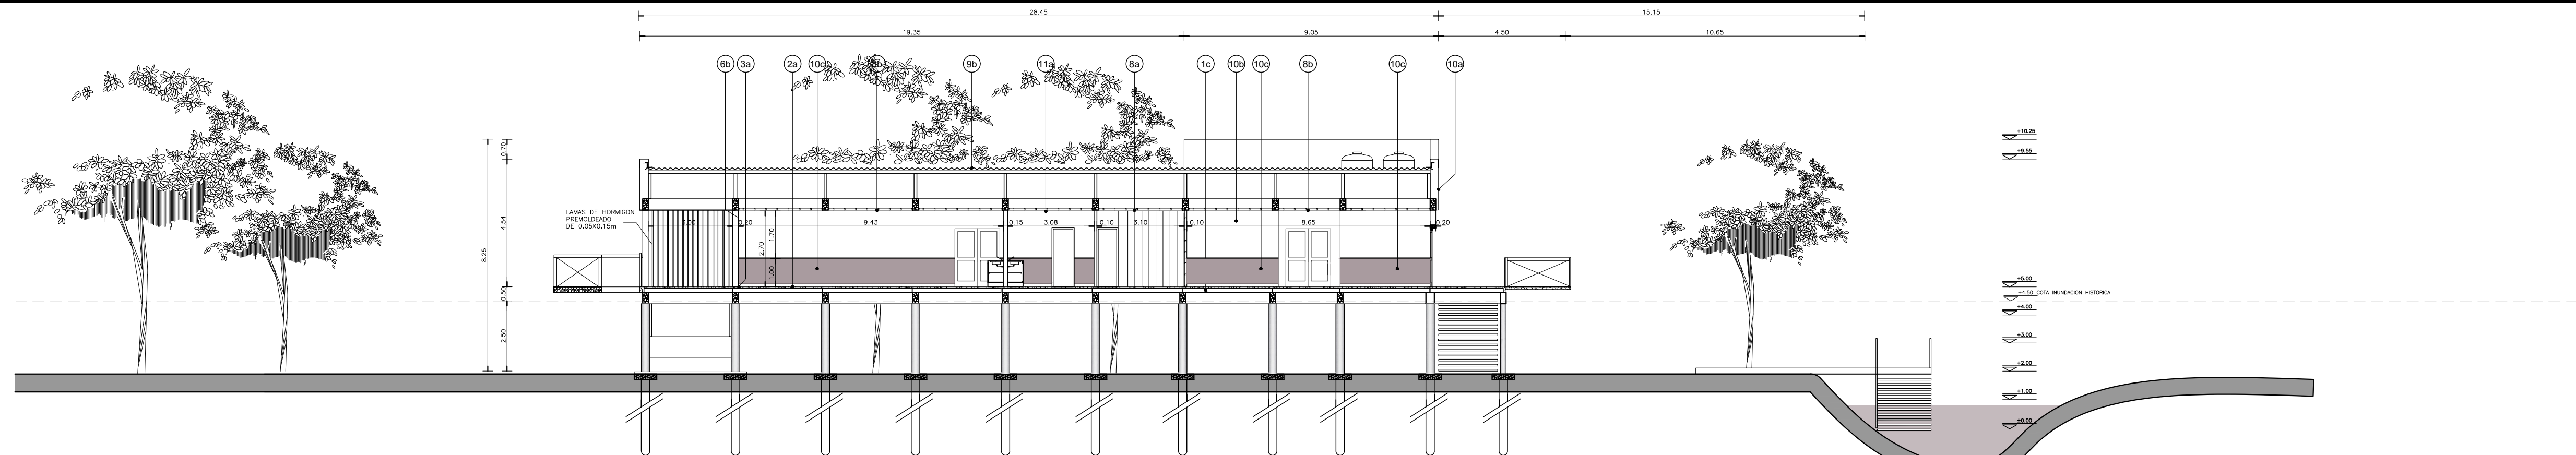 28.45
15.15
19.35
9.05
4.50
10.65
6b
3a
2a
10c
9b
11a
8a
1c
10b
10c
8b
10c
10a
0.70
4.54
8.25
0.50
2.50
LAMAS DE HORMIGON
PREMOLDEADO
DE 0.05X0.15m
3.00
0.20
9.43
0.15
3.08
0.10
3.10
0.10
8.65
0.20
2.70
1.70
1.00
+10.25
+9.55
+5.00
+4.50 COTA INUNDACION HISTORICA
+4.00
+3.00
+2.00
+1.00
±0.00